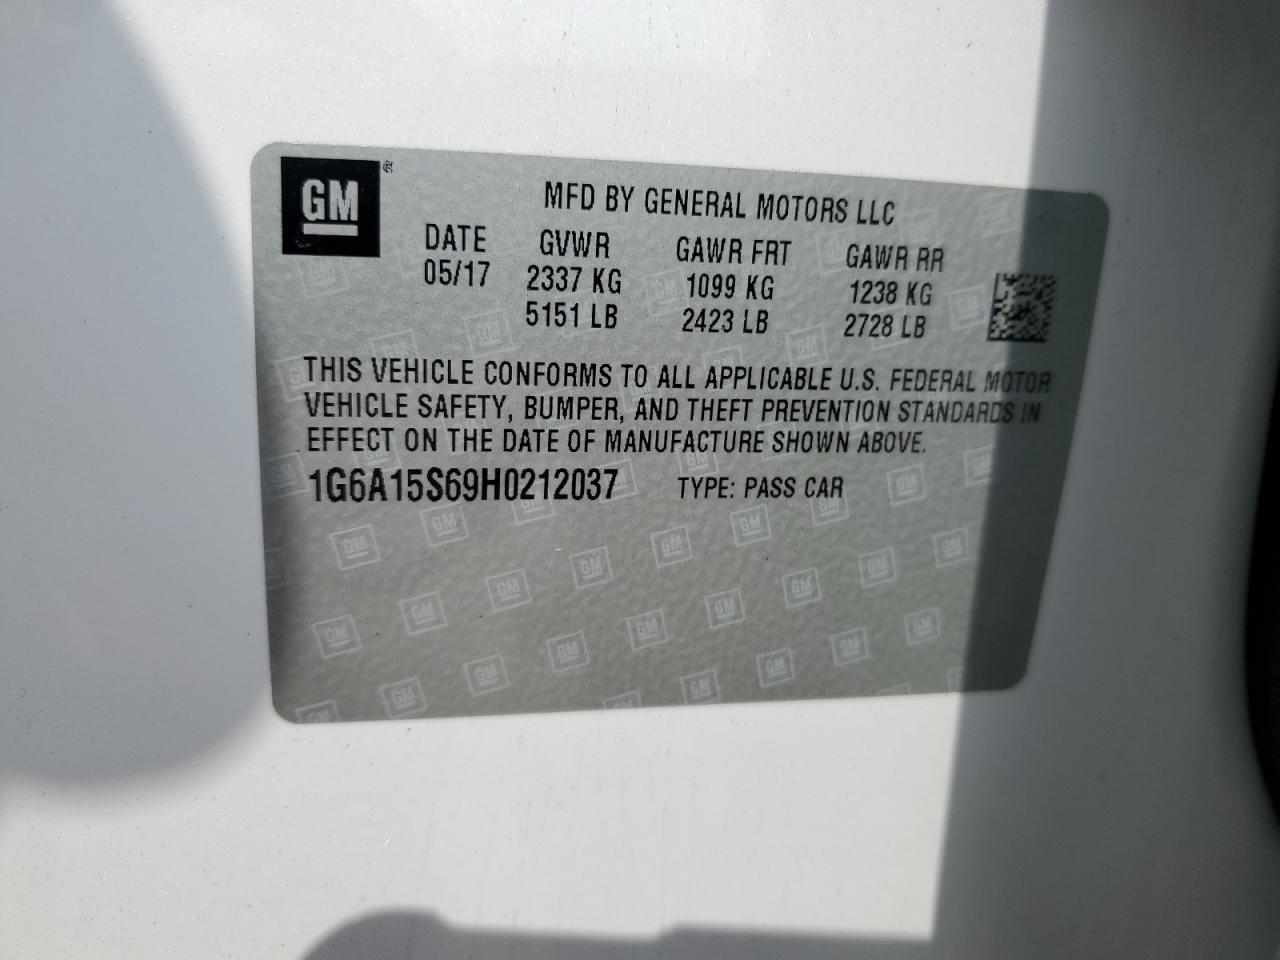 GM
MFD BY GENERAL MOTORS LLC
DATE GVWR GAWR FRT GAWR RR
05/17 2337 KG 1099 KG 1238 KG
5151 LB 2423 LB 2728 LB
THIS VEHICLE CONFORMS TO ALL APPLICABLE U.S. FEDERAL MOTOR
VEHICLE SAFETY, BUMPER, AND THEFT PREVENTION STANDARDS IN
EFFECT ON THE DATE OF MANUFACTURE SHOWN ABOVE.
1G6A15S69H0212037 TYPE: PASS CAR